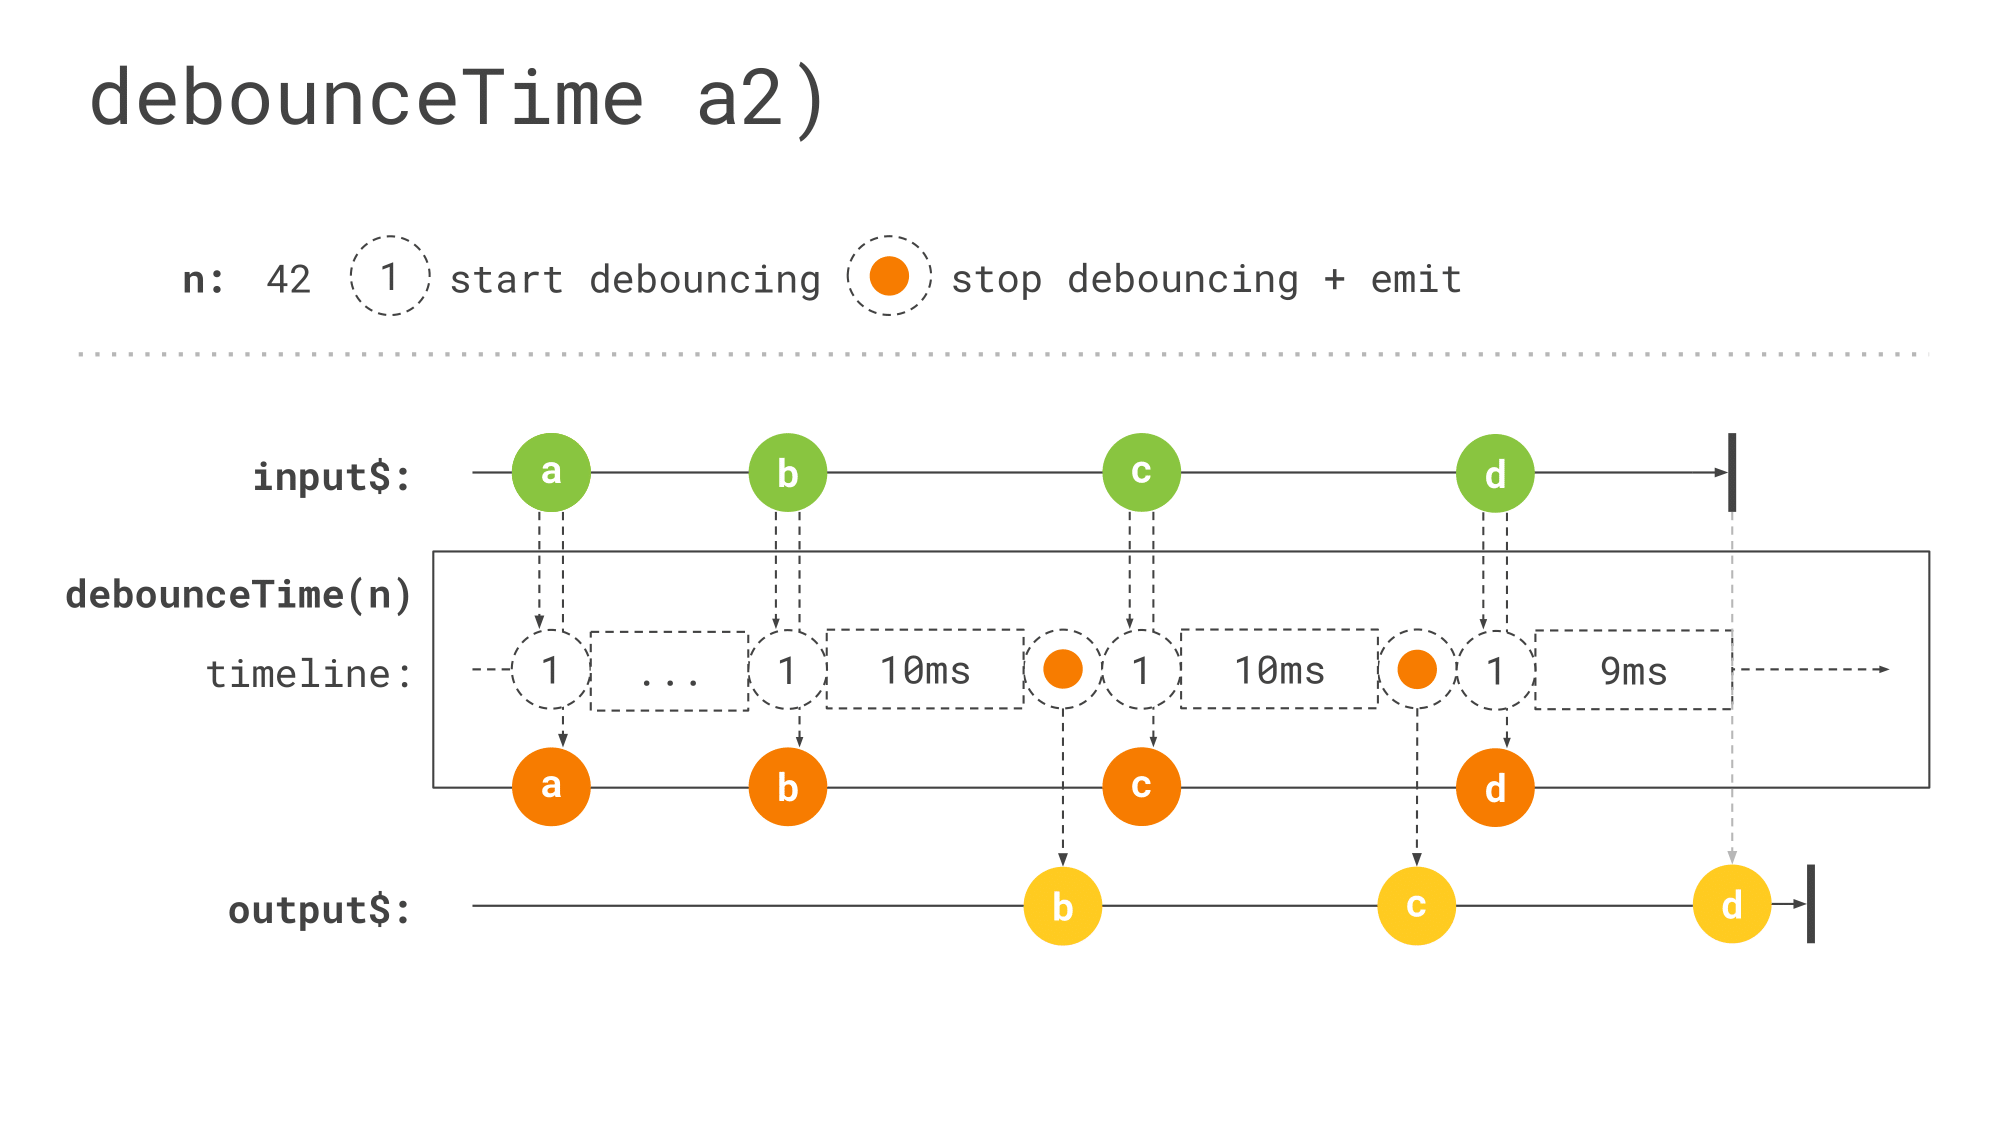 debounceTime a2)
n: 42 1 start debouncing stop debouncing + emit
input$: a b c d
debounceTime(n)
timeline: 1 ... 1 10ms 1 10ms 1 9ms
a b c d
output$: b c d